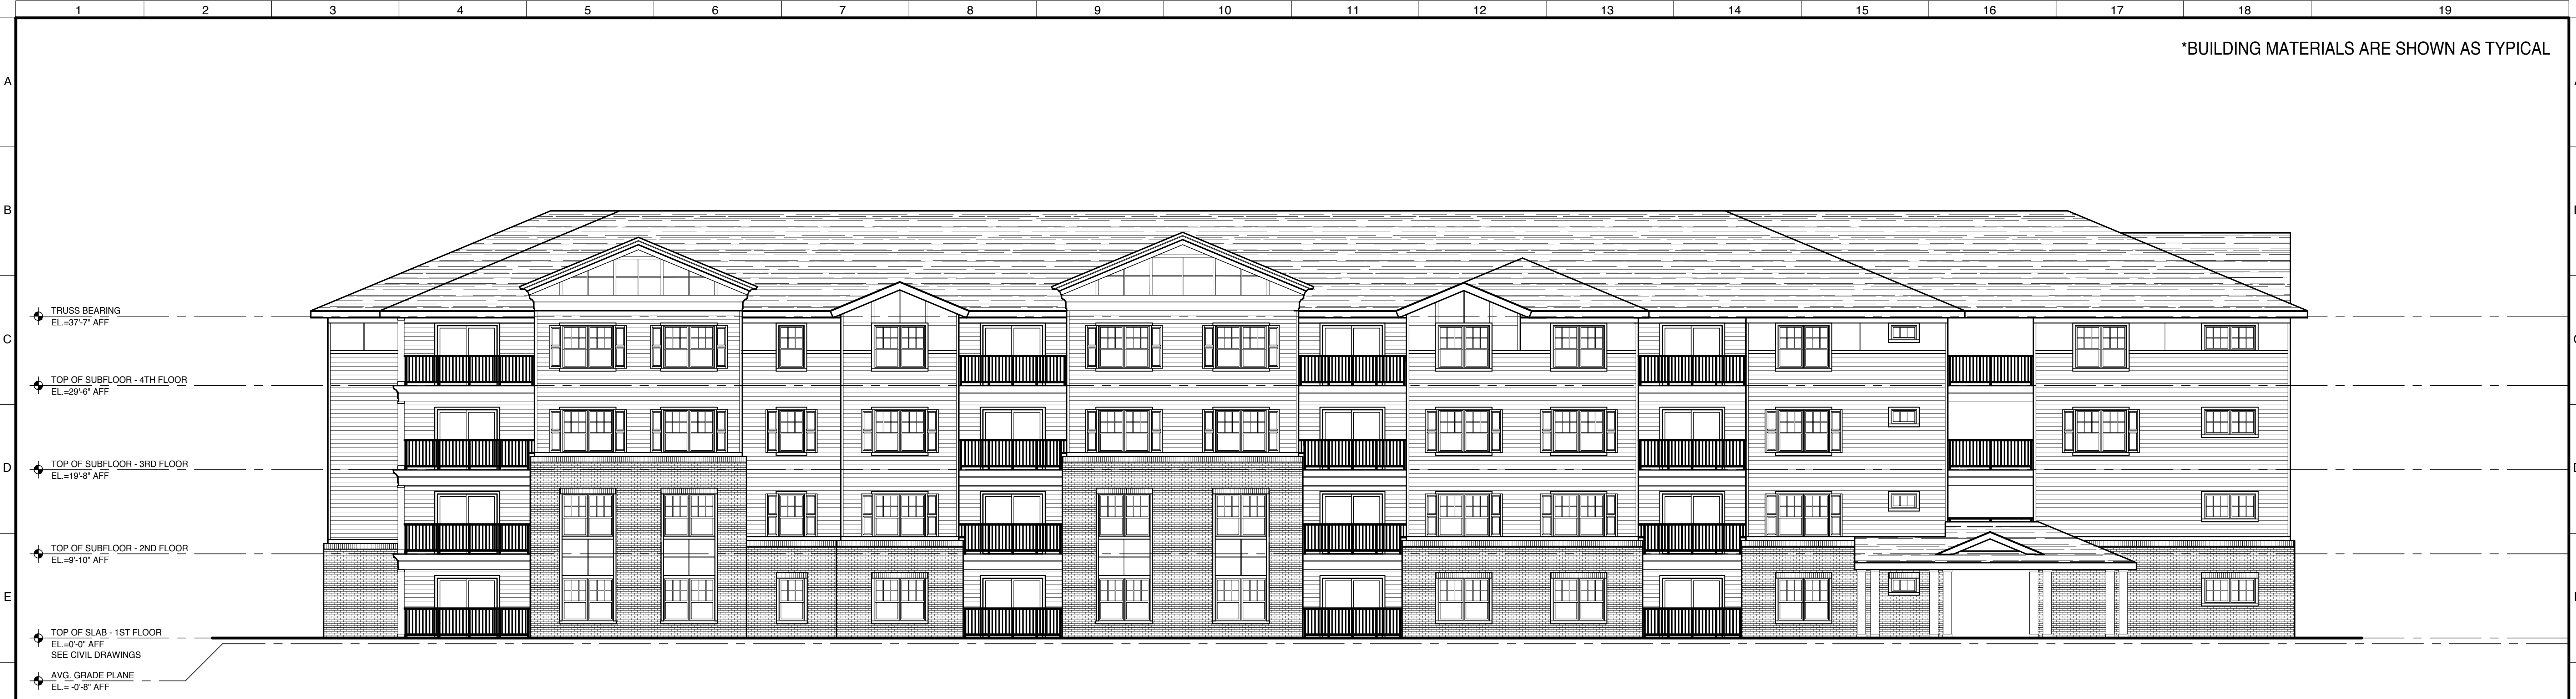 1 2 3 4 5 6 7 8 9 10 11 12 13 14 15 16 17 18 19
*BUILDING MATERIALS ARE SHOWN AS TYPICAL
A
B
TRUSS BEARING
EL.=37'-7" AFF
C
TOP OF SUBFLOOR - 4TH FLOOR
EL.=29'-6" AFF
TOP OF SUBFLOOR - 3RD FLOOR
D
EL.=19'-8" AFF
TOP OF SUBFLOOR - 2ND FLOOR
EL.=9'-10" AFF
E
TOP OF SLAB - 1ST FLOOR
EL.=0'-0" AFF
SEE CIVIL DRAWINGS
AVG. GRADE PLANE
EL.= -0'-8" AFF